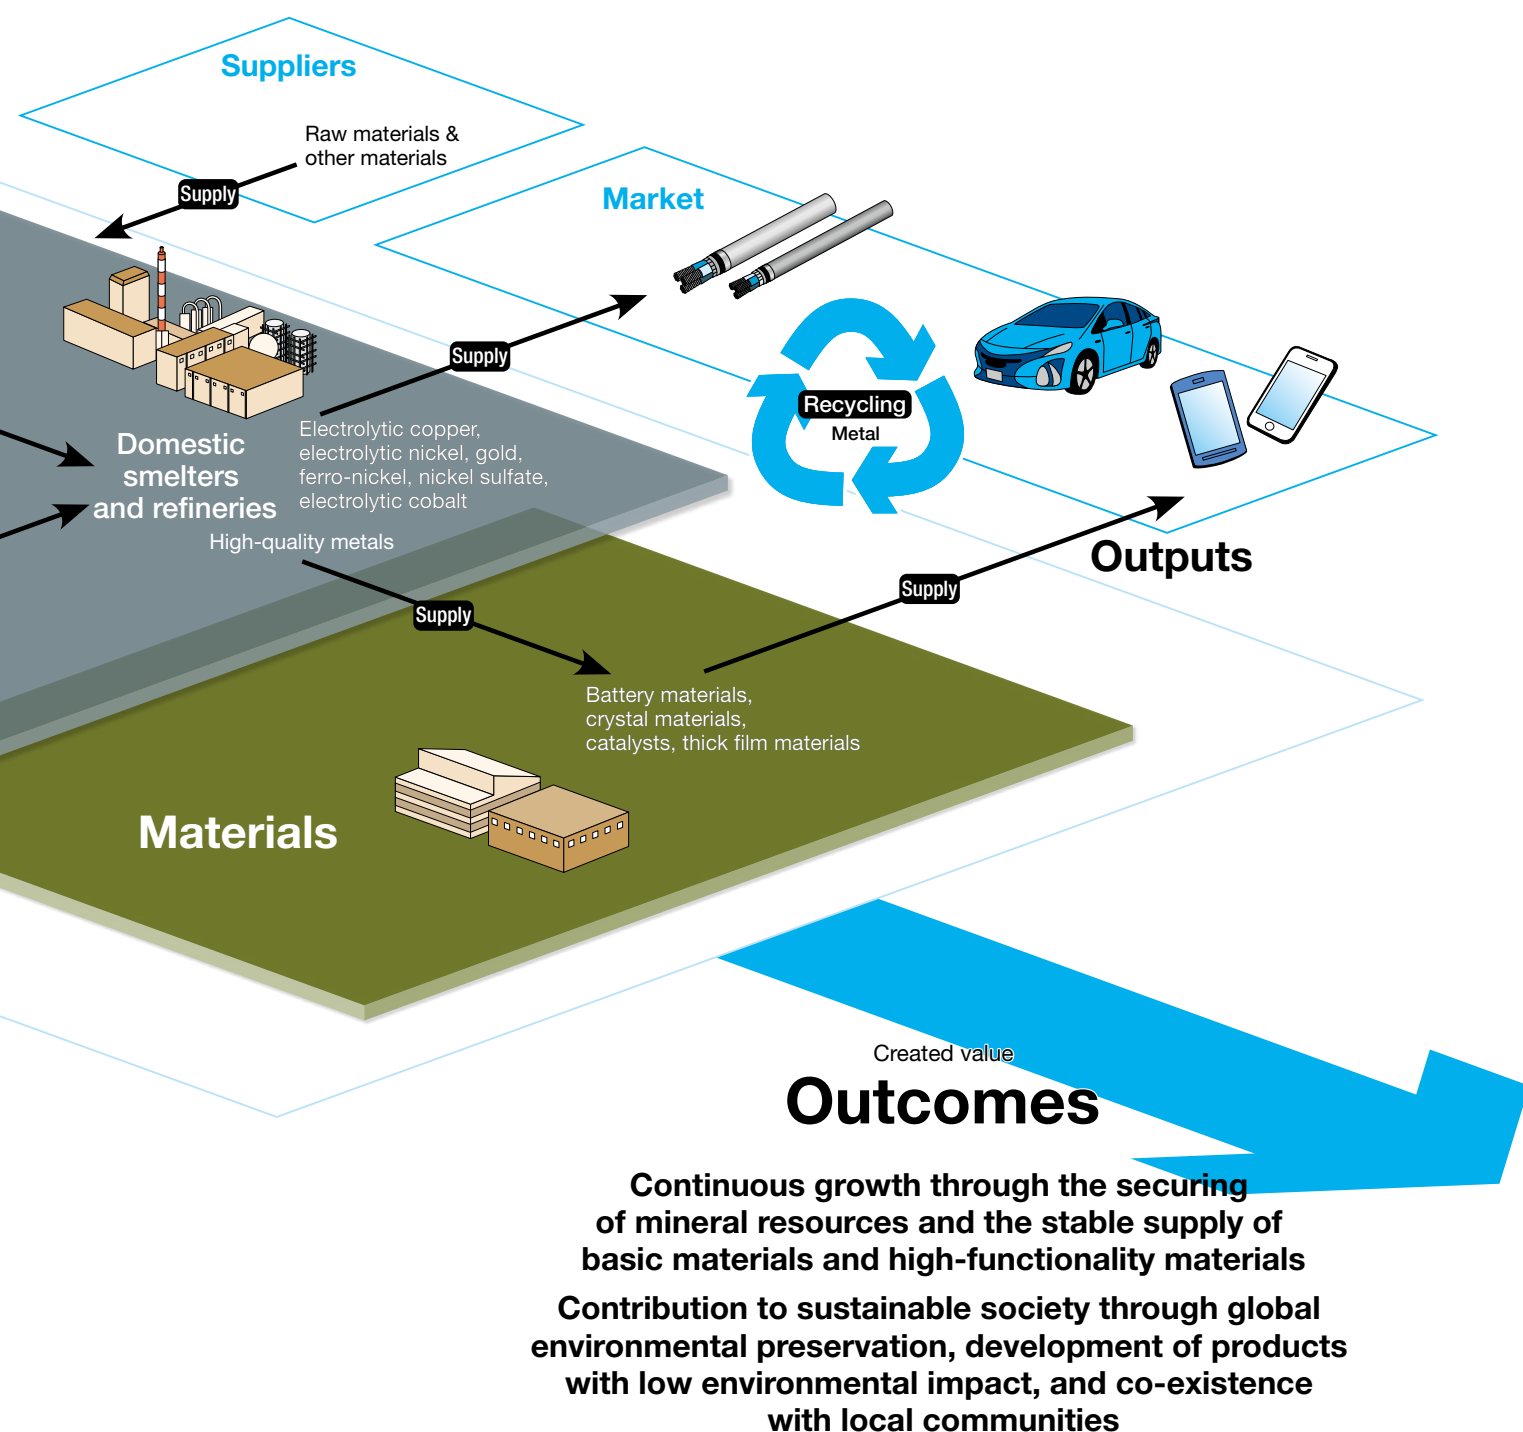 Suppliers
Raw materials &
other materials
Supply
Market
Supply
Recycling
Metal
Domestic
smelters
and refineries
Electrolytic copper,
electrolytic nickel, gold,
ferro-nickel, nickel sulfate,
electrolytic cobalt
High-quality metals
Outputs
Supply
Supply
Battery materials,
crystal materials,
catalysts, thick film materials
Materials
Created value
Outcomes
Continuous growth through the securing
of mineral resources and the stable supply of
basic materials and high-functionality materials
Contribution to sustainable society through global
environmental preservation, development of products
with low environmental impact, and co-existence
with local communities